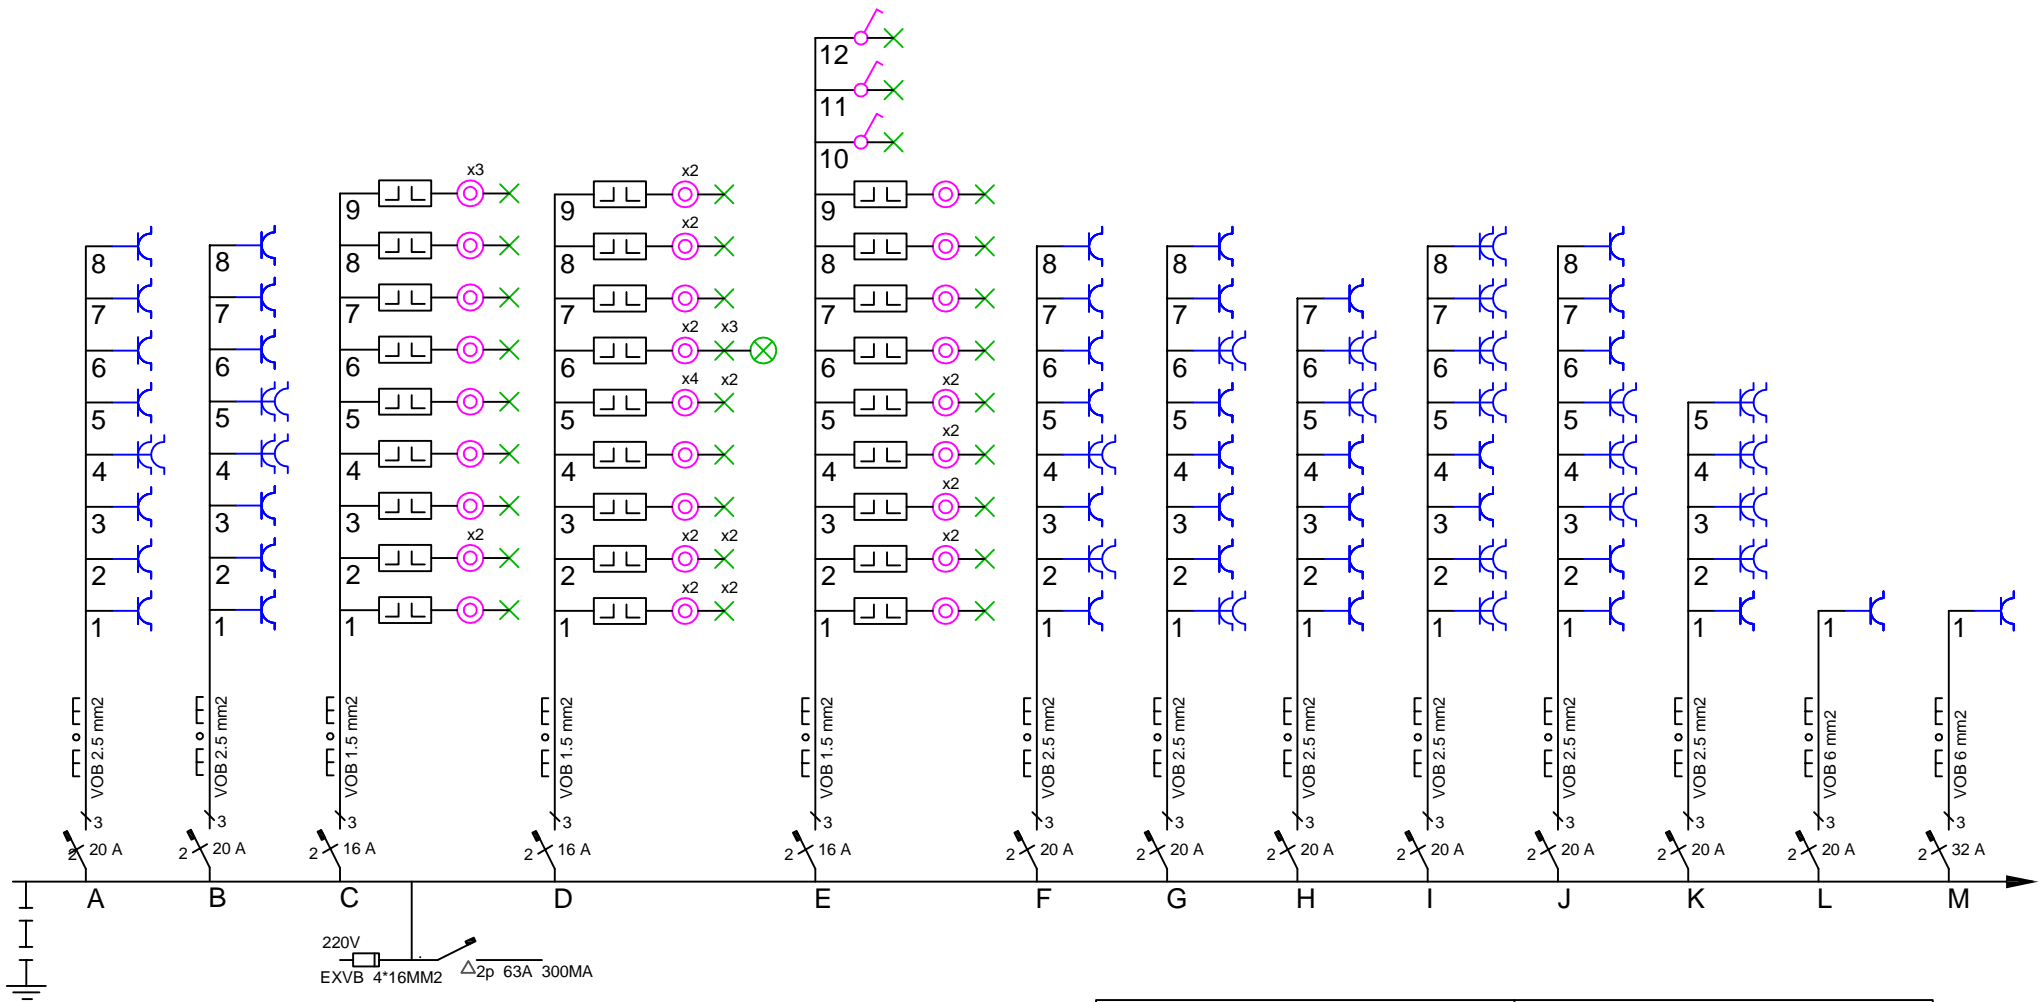 12
11
10
x3 x2
9 9 9
x2
8 8 8 8 8 8 8 8
7 7 7 7 7 7 7 7 7
x2 x3
6 6 6 6 6 6 6 6 6 6
x4 x2 x2
5 5 5 5 5 5 5 5 5 5 5
x2
4 4 4 4 4 4 4 4 4 4 4
x2
3 3 3 3 3 3 3 3 3 3 3
x2 x2 x2 x2
2 2 2 2 2 2 2 2 2 2 2
x2 x2
1 1 1 1 1 1 1 1 1 1 1 1 1
VOB 2.5 mm2 VOB 2.5 mm2 VOB 1.5 mm2 VOB 1.5 mm2 VOB 1.5 mm2 VOB 2.5 mm2 VOB 2.5 mm2 VOB 2.5 mm2 VOB 2.5 mm2 VOB 2.5 mm2 VOB 2.5 mm2 VOB 6 mm2 VOB 6 mm2
3 3 3 3 3 3 3 3 3 3 3 3 3
2 20 A 2 20 A 2 16 A 2 16 A 2 16 A 2 20 A 2 20 A 2 20 A 2 20 A 2 20 A 2 20 A 2 20 A 2 32 A
A B C D E F G H I J K L M
220V
EXVB 4*16MM2 △2p 63A 300MA